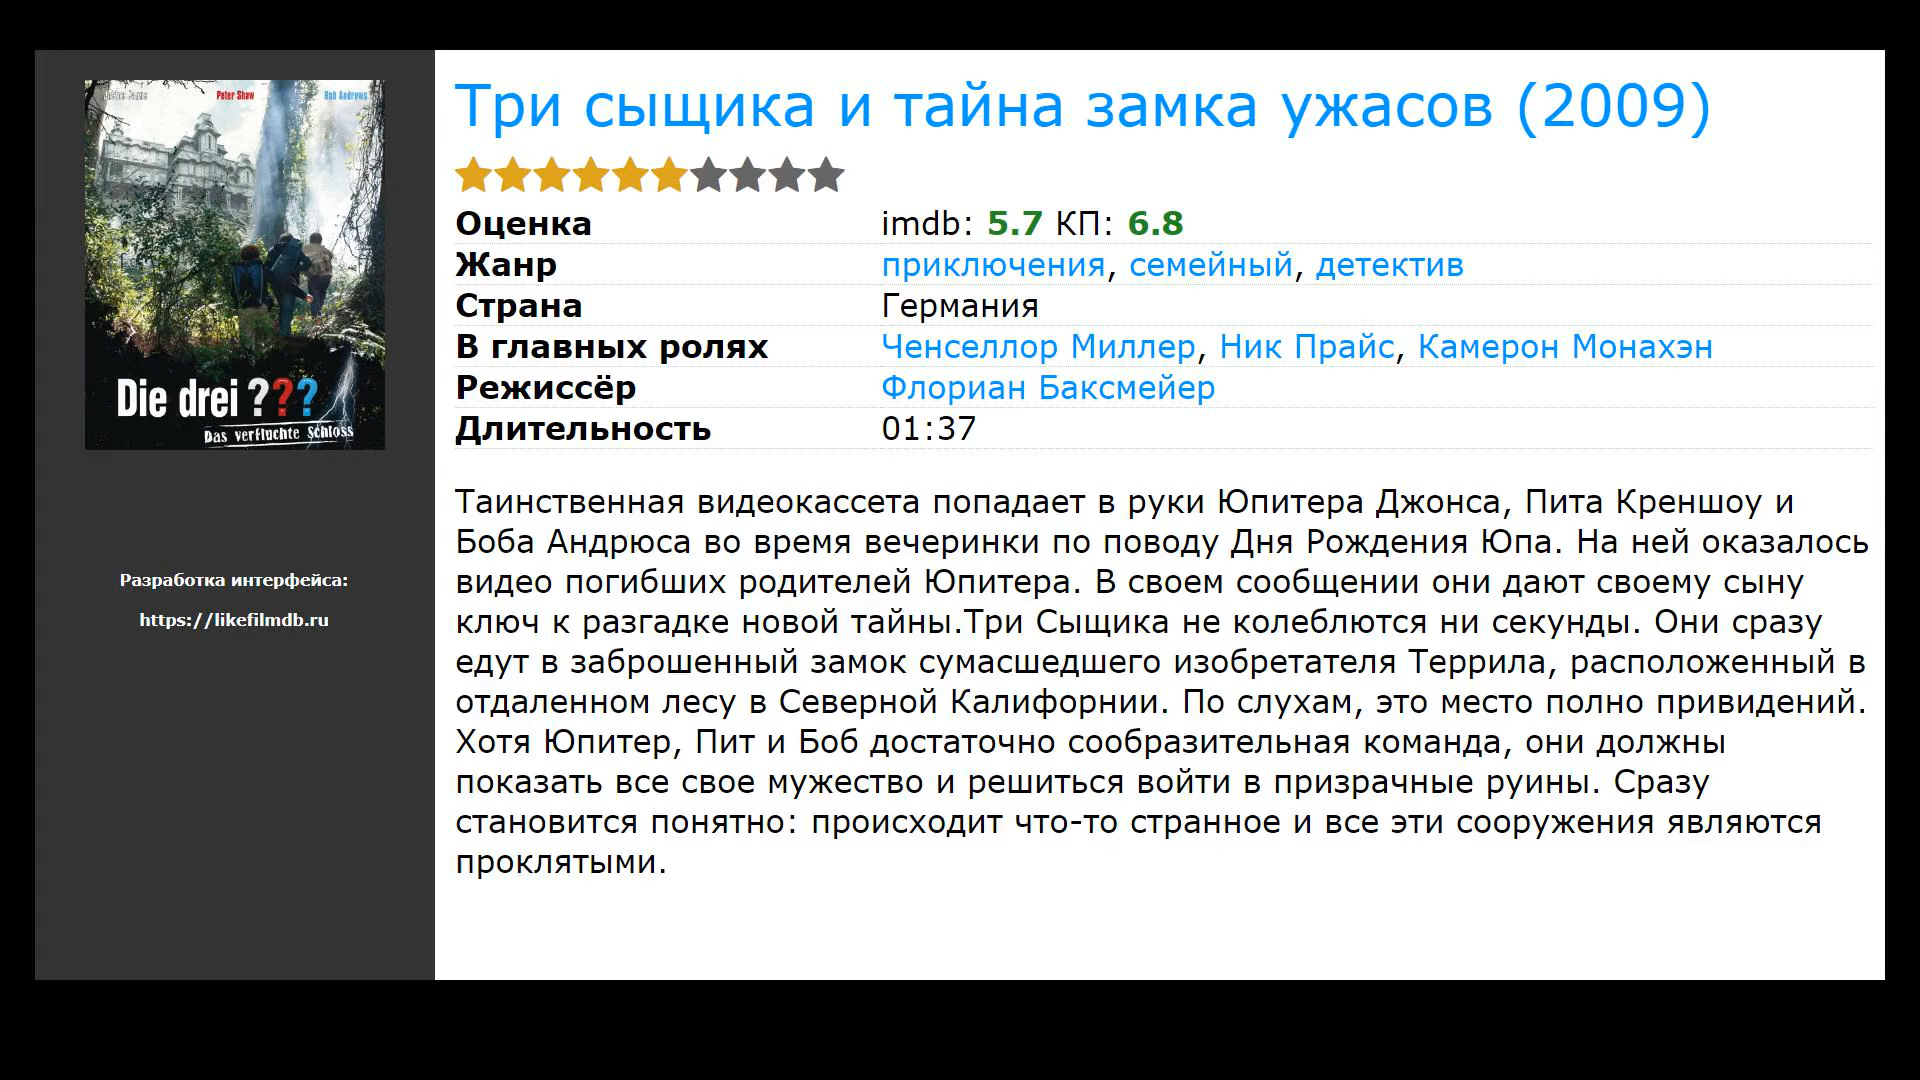 Peter Shaw
Bob Andrews
Die drei ???
Das verfluchte Schloss
Разработка интерфейса:
https://likefilmdb.ru
Три сыщика и тайна замка ужасов (2009)
Оценка imdb: 5.7 КП: 6.8
Жанр приключения, семейный, детектив
Страна Германия
В главных ролях Ченселлор Миллер, Ник Прайс, Камерон Монахэн
Режиссёр Флориан Баксмейер
Длительность 01:37
Таинственная видеокассета попадает в руки Юпитера Джонса, Пита Креншоу и
Боба Андрюса во время вечеринки по поводу Дня Рождения Юпа. На ней оказалось
видео погибших родителей Юпитера. В своем сообщении они дают своему сыну
ключ к разгадке новой тайны.Три Сыщика не колеблются ни секунды. Они сразу
едут в заброшенный замок сумасшедшего изобретателя Террила, расположенный в
отдаленном лесу в Северной Калифорнии. По слухам, это место полно привидений.
Хотя Юпитер, Пит и Боб достаточно сообразительная команда, они должны
показать все свое мужество и решиться войти в призрачные руины. Сразу
становится понятно: происходит что-то странное и все эти сооружения являются
проклятыми.